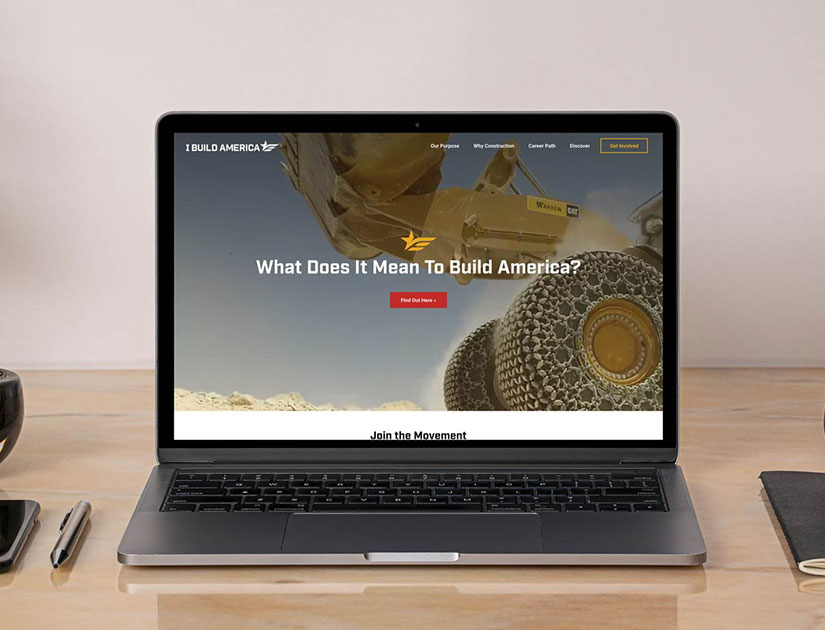 I BUILD AMERICA
Our Purpose
Why Construction
Career Path
Discover
Get Involved
WARREN CAT
What Does It Mean To Build America?
Find Out Here »
Join the Movement